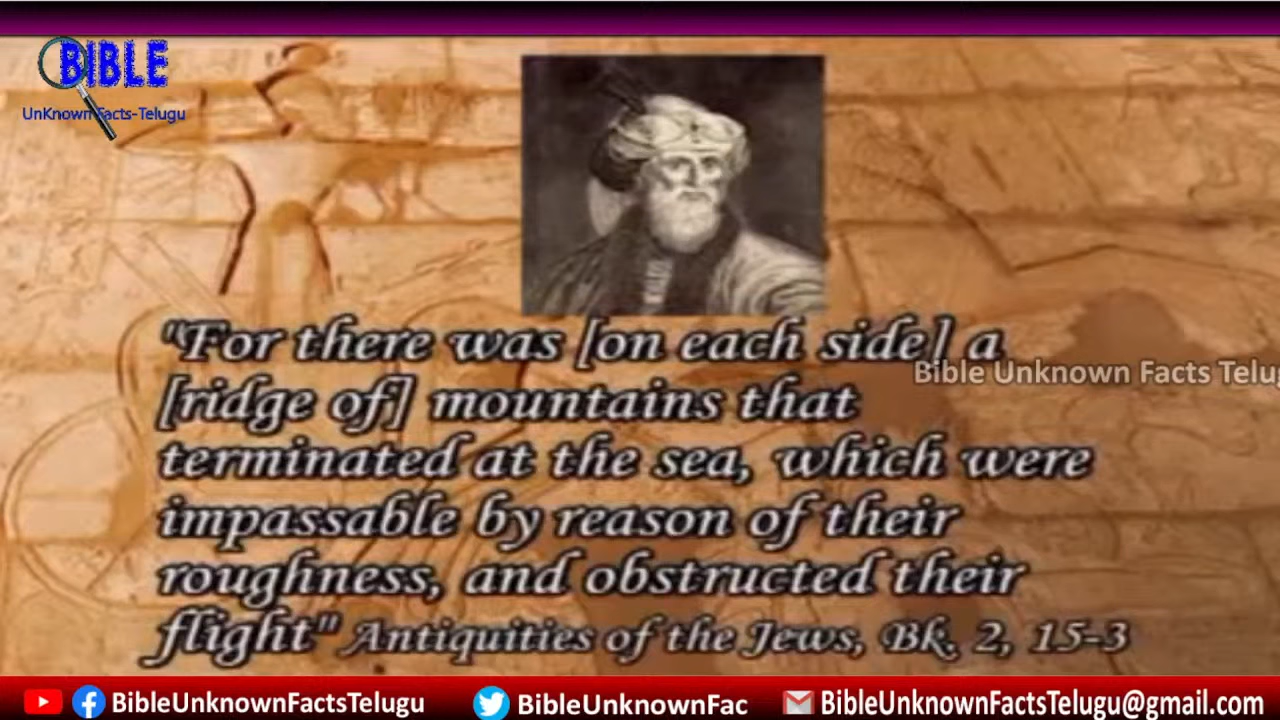 BIBLE
UnKnown Facts-Telugu
"For there was [on each side] a
[ridge of] mountains that
terminated at the sea, which were
impassable by reason of their
roughness, and obstructed their
flight" Antiquities of the Jews, Bk. 2, 15-3
Bible Unknown Facts Telu
BibleUnknownFactsTelugu
BibleUnknownFac
BibleUnknownFactsTelugu@gmail.com